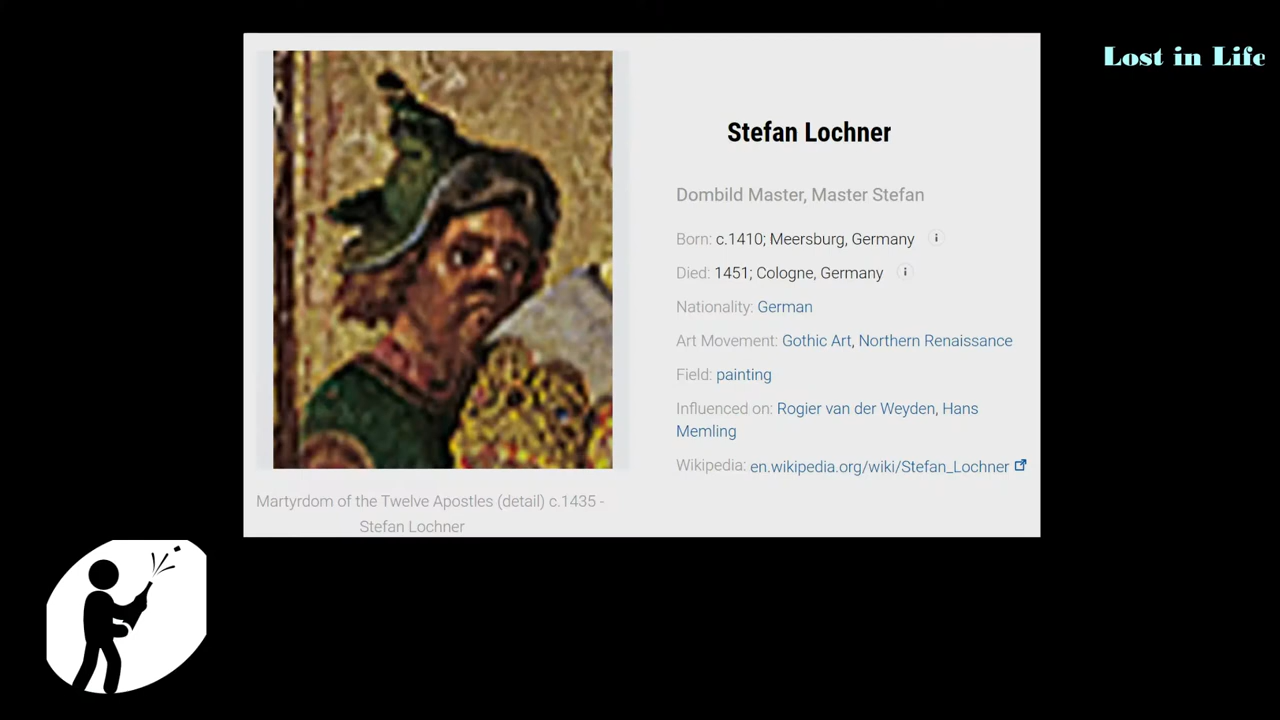 Lost in Life
Stefan Lochner
Dombild Master, Master Stefan
Born: c.1410; Meersburg, Germany
Died: 1451; Cologne, Germany
Nationality: German
Art Movement: Gothic Art, Northern Renaissance
Field: painting
Influenced on: Rogier van der Weyden, Hans
Memling
Wikipedia: en.wikipedia.org/wiki/Stefan_Lochner
Martyrdom of the Twelve Apostles (detail) c.1435 -
Stefan Lochner